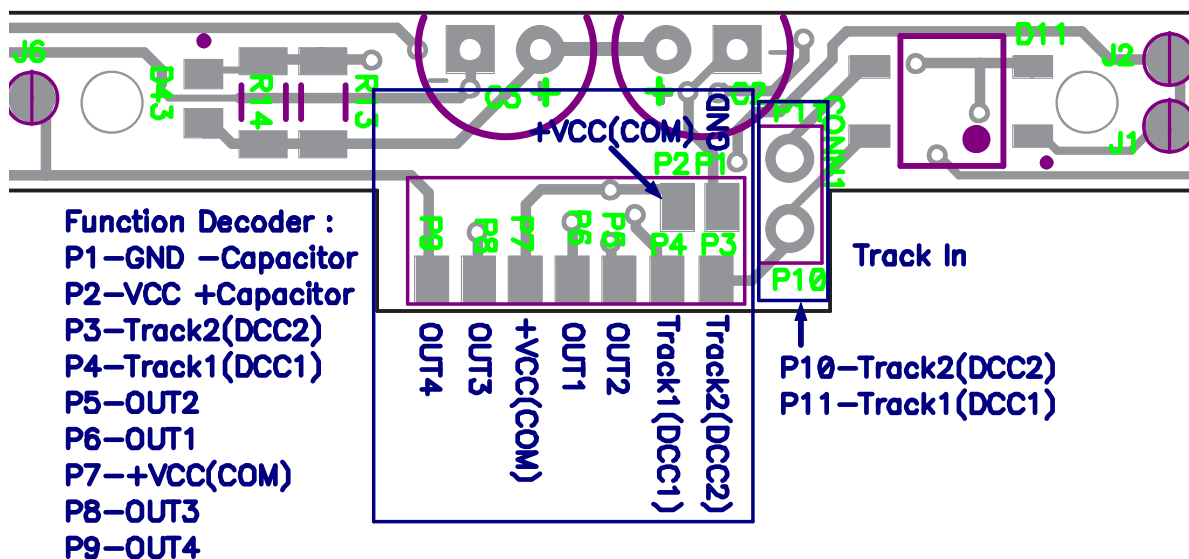 J6
D43
R14
R13
C3
+
+
C2
D11
J2
J1
+VCC(COM)
GND
P11
CONN1
P2
P1
P9
P8
P7
P6
P5
P4
P3
P10
Track In
Function Decoder :
P1-GND -Capacitor
P2-VCC +Capacitor
P3-Track2(DCC2)
P4-Track1(DCC1)
P5-OUT2
P6-OUT1
P7-+VCC(COM)
P8-OUT3
P9-OUT4
OUT4
OUT3
+VCC(COM)
OUT1
OUT2
Track1(DCC1)
Track2(DCC2)
P10-Track2(DCC2)
P11-Track1(DCC1)